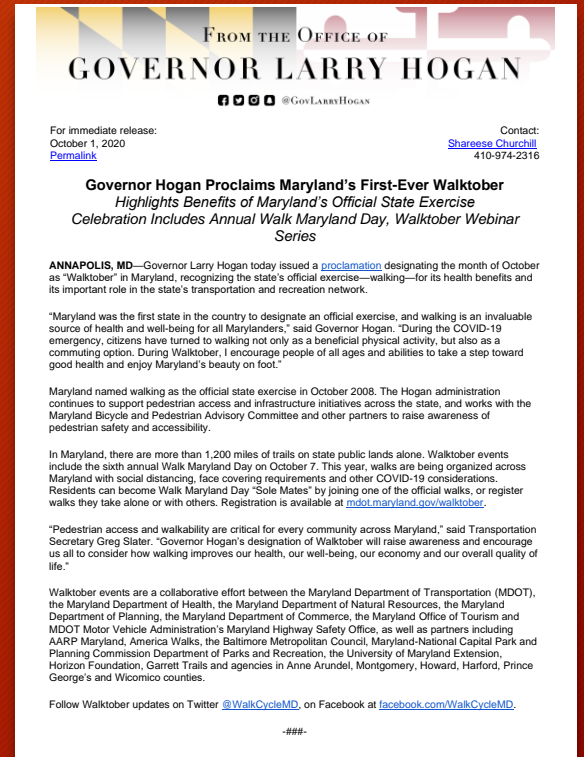 FROM THE OFFICE OF
GOVERNOR LARRY HOGAN
@GOVLARRYHOGAN
For immediate release:
October 1, 2020
Permalink
Contact:
Shareese Churchill
410-974-2316
Governor Hogan Proclaims Maryland’s First-Ever Walktober
Highlights Benefits of Maryland’s Official State Exercise
Celebration Includes Annual Walk Maryland Day, Walktober Webinar
Series
ANNAPOLIS, MD—Governor Larry Hogan today issued a proclamation designating the month of October
as “Walktober” in Maryland, recognizing the state’s official exercise—walking—for its health benefits and
its important role in the state’s transportation and recreation network.
“Maryland was the first state in the country to designate an official exercise, and walking is an invaluable
source of health and well-being for all Marylanders,” said Governor Hogan. “During the COVID-19
emergency, citizens have turned to walking not only as a beneficial physical activity, but also as a
commuting option. During Walktober, I encourage people of all ages and abilities to take a step toward
good health and enjoy Maryland’s beauty on foot.”
Maryland named walking as the official state exercise in October 2008. The Hogan administration
continues to support pedestrian access and infrastructure initiatives across the state, and works with the
Maryland Bicycle and Pedestrian Advisory Committee and other partners to raise awareness of
pedestrian safety and accessibility.
In Maryland, there are more than 1,200 miles of trails on state public lands alone. Walktober events
include the sixth annual Walk Maryland Day on October 7. This year, walks are being organized across
Maryland with social distancing, face covering requirements and other COVID-19 considerations.
Residents can become Walk Maryland Day “Sole Mates” by joining one of the official walks, or register
walks they take alone or with others. Registration is available at mdot.maryland.gov/walktober.
“Pedestrian access and walkability are critical for every community across Maryland,” said Transportation
Secretary Greg Slater. “Governor Hogan’s designation of Walktober will raise awareness and encourage
us all to consider how walking improves our health, our well-being, our economy and our overall quality of
life.”
Walktober events are a collaborative effort between the Maryland Department of Transportation (MDOT),
the Maryland Department of Health, the Maryland Department of Natural Resources, the Maryland
Department of Planning, the Maryland Department of Commerce, the Maryland Office of Tourism and
MDOT Motor Vehicle Administration’s Maryland Highway Safety Office, as well as partners including
AARP Maryland, America Walks, the Baltimore Metropolitan Council, Maryland-National Capital Park and
Planning Commission Department of Parks and Recreation, the University of Maryland Extension,
Horizon Foundation, Garrett Trails and agencies in Anne Arundel, Montgomery, Howard, Harford, Prince
George’s and Wicomico counties.
Follow Walktober updates on Twitter @WalkCycleMD, on Facebook at facebook.com/WalkCycleMD.
-###-